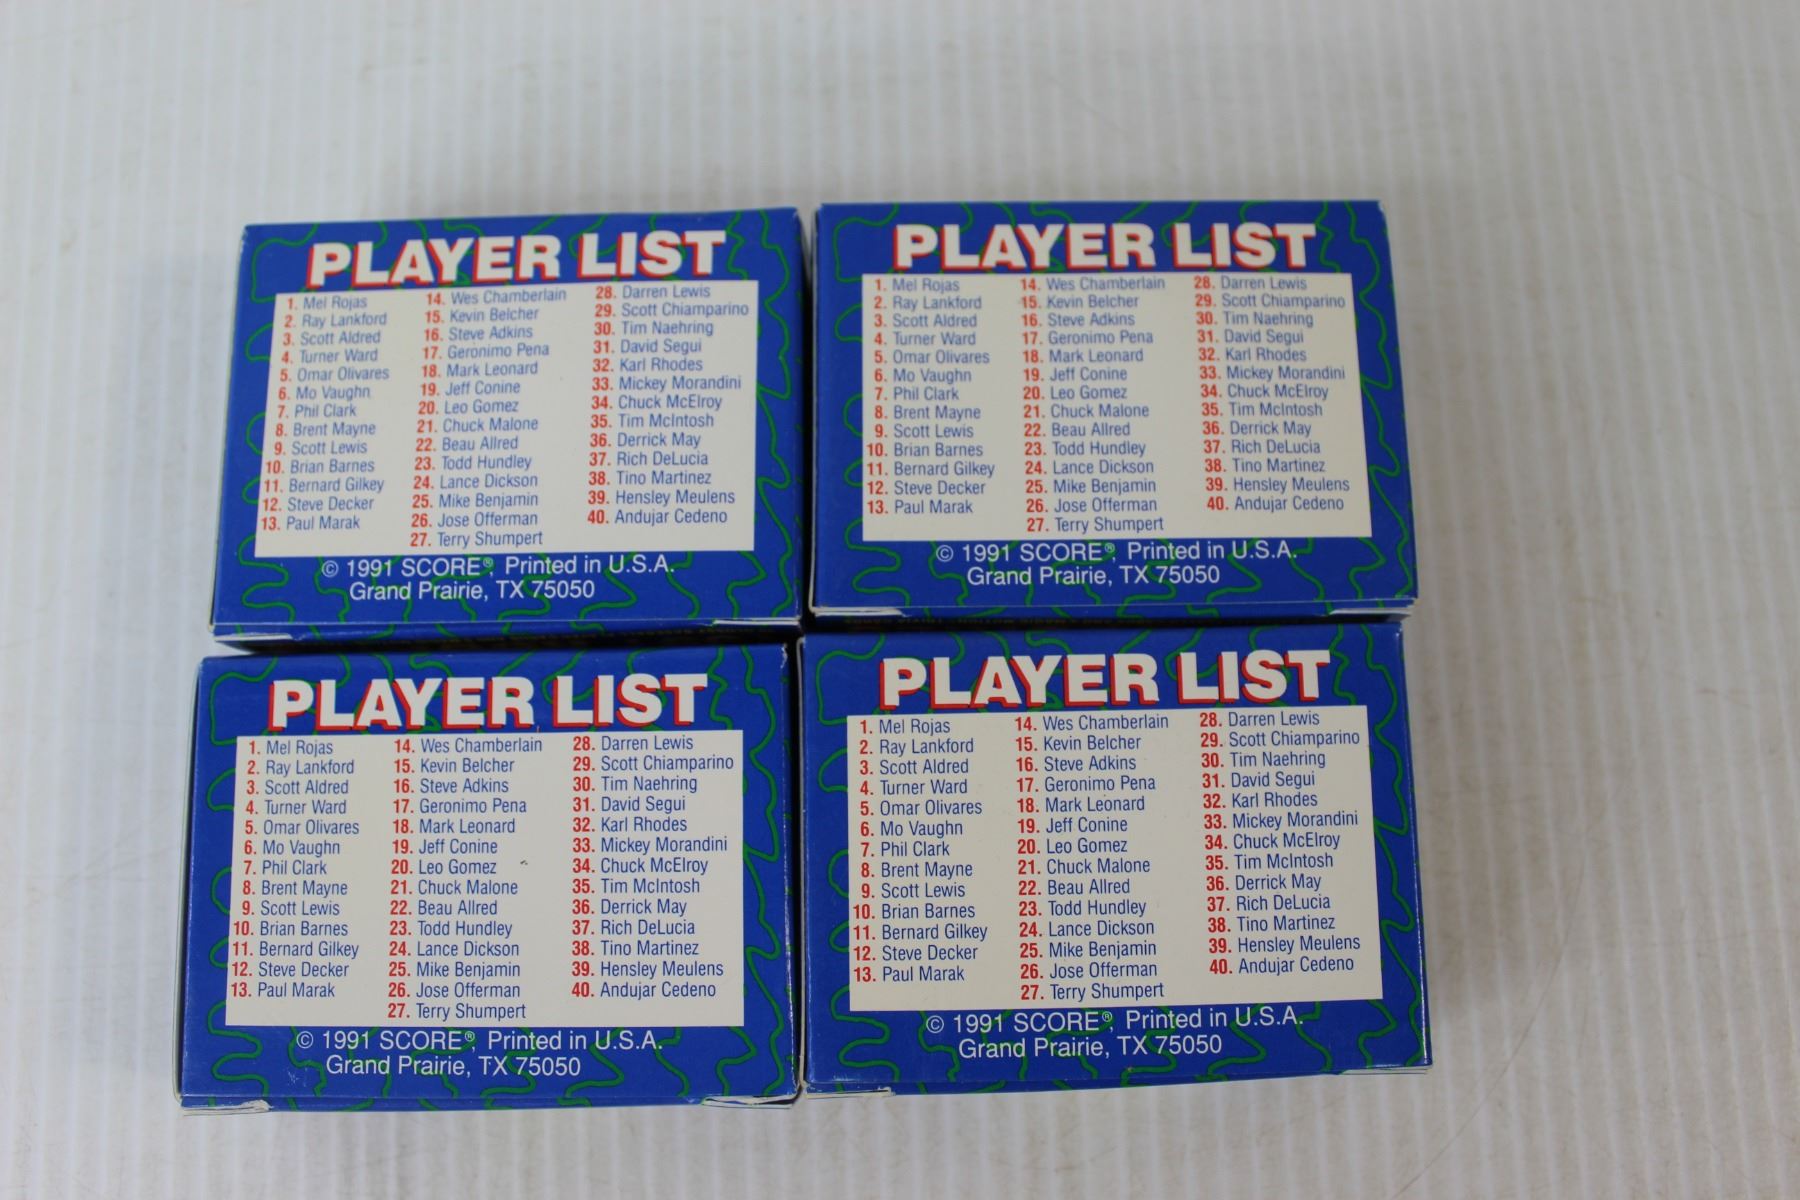 PLAYER LIST
1. Mel Rojas
2. Ray Lankford
3. Scott Aldred
4. Turner Ward
5. Omar Olivares
6. Mo Vaughn
7. Phil Clark
8. Brent Mayne
9. Scott Lewis
10. Brian Barnes
11. Bernard Gilkey
12. Steve Decker
13. Paul Marak
14. Wes Chamberlain
15. Kevin Belcher
16. Steve Adkins
17. Geronimo Pena
18. Mark Leonard
19. Jeff Conine
20. Leo Gomez
21. Chuck Malone
22. Beau Allred
23. Todd Hundley
24. Lance Dickson
25. Mike Benjamin
26. Jose Offerman
27. Terry Shumpert
28. Darren Lewis
29. Scott Chiamparino
30. Tim Naehring
31. David Segui
32. Karl Rhodes
33. Mickey Morandini
34. Chuck McElroy
35. Tim McIntosh
36. Derrick May
37. Rich DeLucia
38. Tino Martinez
39. Hensley Meulens
40. Andujar Cedeno
© 1991 SCORE®, Printed in U.S.A.
Grand Prairie, TX 75050
PLAYER LIST
1. Mel Rojas
2. Ray Lankford
3. Scott Aldred
4. Turner Ward
5. Omar Olivares
6. Mo Vaughn
7. Phil Clark
8. Brent Mayne
9. Scott Lewis
10. Brian Barnes
11. Bernard Gilkey
12. Steve Decker
13. Paul Marak
14. Wes Chamberlain
15. Kevin Belcher
16. Steve Adkins
17. Geronimo Pena
18. Mark Leonard
19. Jeff Conine
20. Leo Gomez
21. Chuck Malone
22. Beau Allred
23. Todd Hundley
24. Lance Dickson
25. Mike Benjamin
26. Jose Offerman
27. Terry Shumpert
28. Darren Lewis
29. Scott Chiamparino
30. Tim Naehring
31. David Segui
32. Karl Rhodes
33. Mickey Morandini
34. Chuck McElroy
35. Tim McIntosh
36. Derrick May
37. Rich DeLucia
38. Tino Martinez
39. Hensley Meulens
40. Andujar Cedeno
© 1991 SCORE®, Printed in U.S.A.
Grand Prairie, TX 75050
PLAYER LIST
1. Mel Rojas
2. Ray Lankford
3. Scott Aldred
4. Turner Ward
5. Omar Olivares
6. Mo Vaughn
7. Phil Clark
8. Brent Mayne
9. Scott Lewis
10. Brian Barnes
11. Bernard Gilkey
12. Steve Decker
13. Paul Marak
14. Wes Chamberlain
15. Kevin Belcher
16. Steve Adkins
17. Geronimo Pena
18. Mark Leonard
19. Jeff Conine
20. Leo Gomez
21. Chuck Malone
22. Beau Allred
23. Todd Hundley
24. Lance Dickson
25. Mike Benjamin
26. Jose Offerman
27. Terry Shumpert
28. Darren Lewis
29. Scott Chiamparino
30. Tim Naehring
31. David Segui
32. Karl Rhodes
33. Mickey Morandini
34. Chuck McElroy
35. Tim McIntosh
36. Derrick May
37. Rich DeLucia
38. Tino Martinez
39. Hensley Meulens
40. Andujar Cedeno
© 1991 SCORE®, Printed in U.S.A.
Grand Prairie, TX 75050
PLAYER LIST
1. Mel Rojas
2. Ray Lankford
3. Scott Aldred
4. Turner Ward
5. Omar Olivares
6. Mo Vaughn
7. Phil Clark
8. Brent Mayne
9. Scott Lewis
10. Brian Barnes
11. Bernard Gilkey
12. Steve Decker
13. Paul Marak
14. Wes Chamberlain
15. Kevin Belcher
16. Steve Adkins
17. Geronimo Pena
18. Mark Leonard
19. Jeff Conine
20. Leo Gomez
21. Chuck Malone
22. Beau Allred
23. Todd Hundley
24. Lance Dickson
25. Mike Benjamin
26. Jose Offerman
27. Terry Shumpert
28. Darren Lewis
29. Scott Chiamparino
30. Tim Naehring
31. David Segui
32. Karl Rhodes
33. Mickey Morandini
34. Chuck McElroy
35. Tim McIntosh
36. Derrick May
37. Rich DeLucia
38. Tino Martinez
39. Hensley Meulens
40. Andujar Cedeno
© 1991 SCORE®, Printed in U.S.A.
Grand Prairie, TX 75050